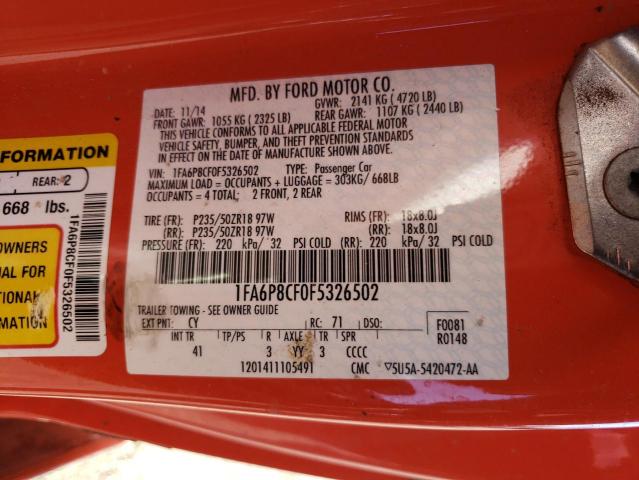 MFD. BY FORD MOTOR CO.
DATE: 11/14 GVWR: 2141 KG ( 4720 LB)
FRONT GAWR: 1055 KG ( 2325 LB) REAR GAWR: 1107 KG ( 2440 LB)
THIS VEHICLE CONFORMS TO ALL APPLICABLE FEDERAL MOTOR
VEHICLE SAFETY, BUMPER, AND THEFT PREVENTION STANDARDS
IN EFFECT ON THE DATE OF MANUFACTURE SHOWN ABOVE.
VIN: 1FA6P8CF0F5326502 TYPE: Passenger Car
MAXIMUM LOAD = OCCUPANTS + LUGGAGE = 303KG/ 668LB
OCCUPANTS = 4 TOTAL: 2 FRONT, 2 REAR
TIRE (FR): P235/50ZR18 97W RIMS (FR): 18x8.0J
(RR): P235/50ZR18 97W (RR): 18x8.0J
PRESSURE (FR): 220 kPa/ 32 PSI COLD (RR): 220 kPa/ 32 PSI COLD
1FA6P8CF0F5326502
TRAILER TOWING - SEE OWNER GUIDE
EXT PNT: CY RC: 71 DSO: F0081
R0148
INT TR TP/PS R AXLE TR SPR
41 3 YY 3 CCCC
1201411105491 CMC ▽5U5A-5420472-AA
FORMATION
REAR: 2
668 lbs.
OWNERS
UAL FOR
TIONAL
RMATION
1FA6P8CF0F5326502